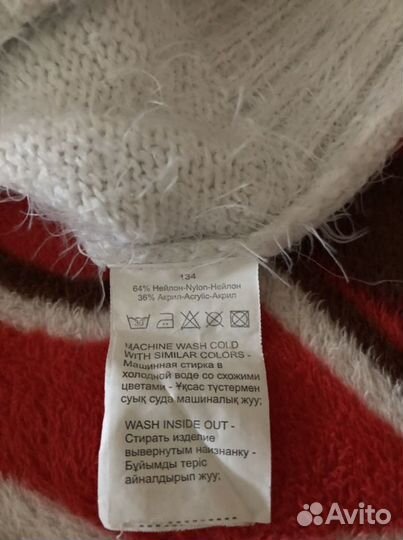 134
64% Нейлон-Nylon-Нейлон
36% Акрил-Acrylic-Акрил
MACHINE WASH COLD
WITH SIMILAR COLORS -
Машинная стирка в
холодной воде со схожими
цветами - Ұқсас түстермен
суық суда машиналық жуу;
WASH INSIDE OUT -
Стирать изделие
вывернутым наизнанку -
Бұйымды теріс
айналдырып жуу;
Avito